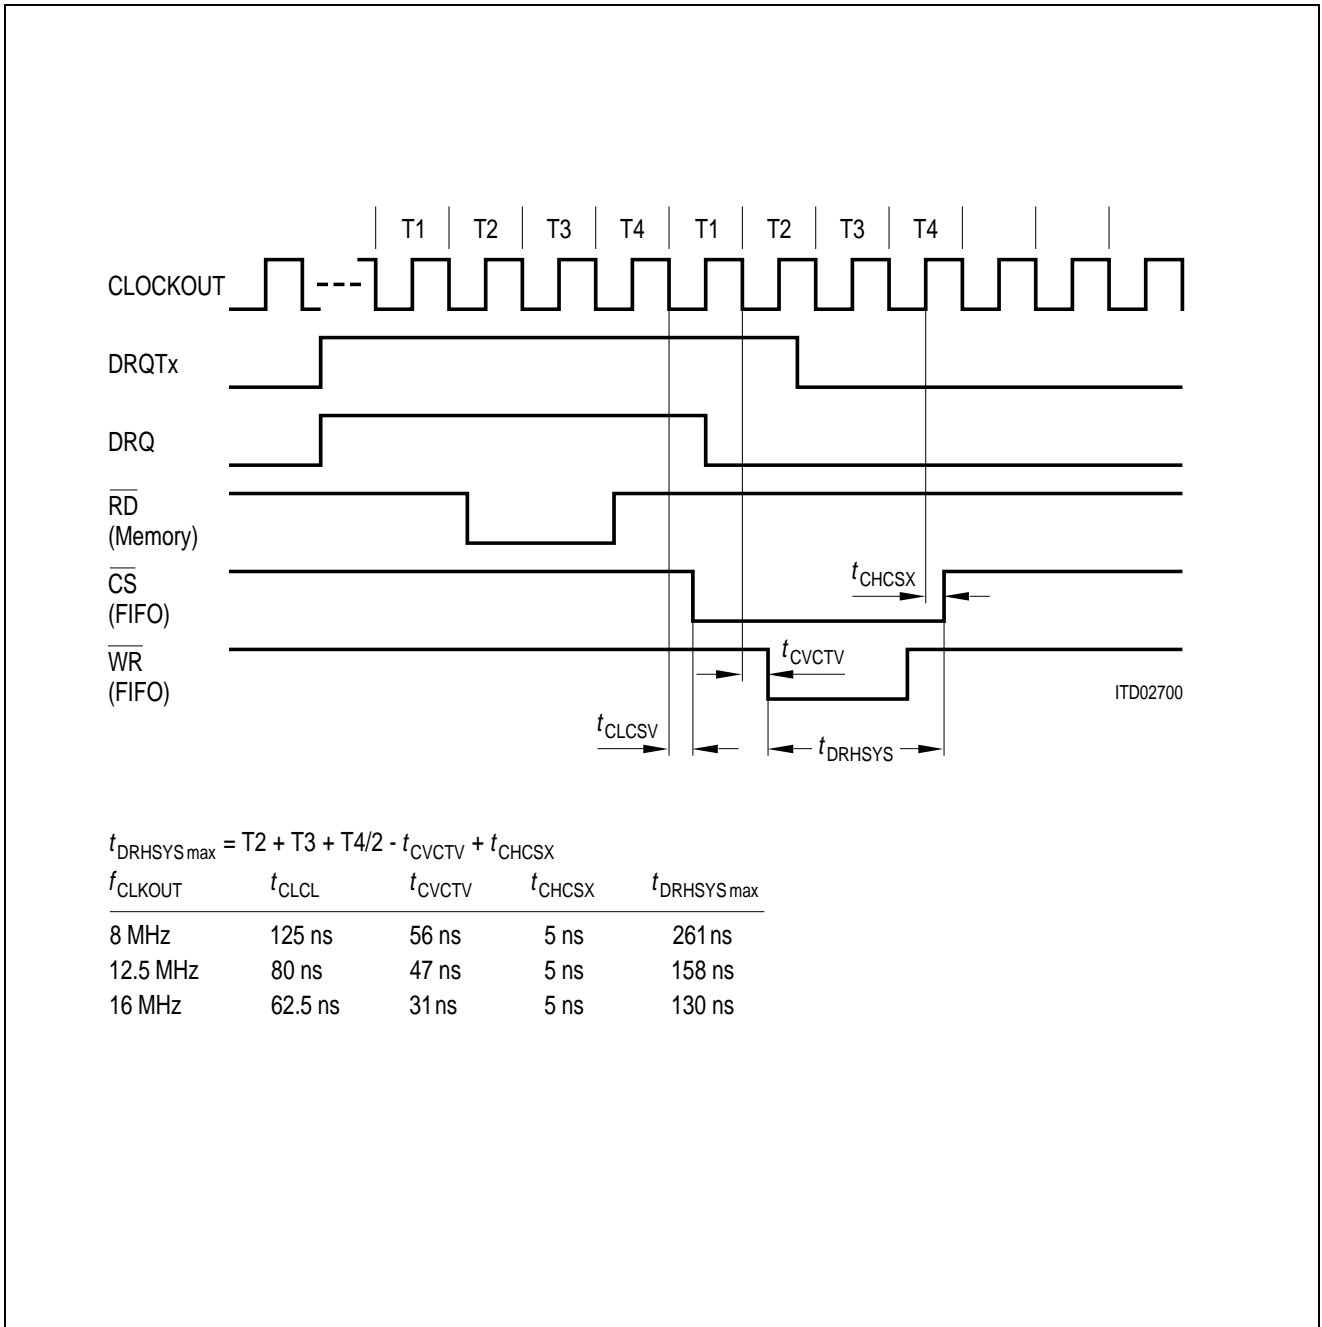 T1 T2 T3 T4 T1 T2 T3 T4
CLOCKOUT
DRQTx
DRQ
RD
(Memory)
CS
(FIFO)
tCHCSX
WR
(FIFO)
tCVCTV
ITD02700
tCLCSV
tDRHSYS
tDRHSYS max = T2 + T3 + T4/2 - tCVCTV + tCHCSX
fCLKOUT tCLCL tCVCTV tCHCSX tDRHSYS max
8 MHz 125 ns 56 ns 5 ns 261 ns
12.5 MHz 80 ns 47 ns 5 ns 158 ns
16 MHz 62.5 ns 31 ns 5 ns 130 ns